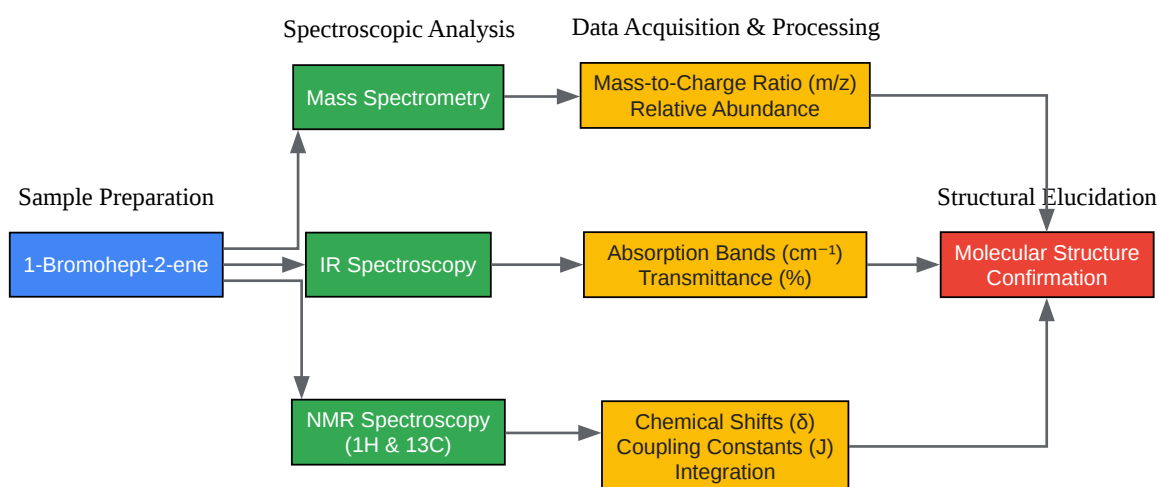 Spectroscopic Analysis
Data Acquisition & Processing
Mass Spectrometry
Mass-to-Charge Ratio (m/z)
Relative Abundance
Sample Preparation
Structural Elucidation
1-Bromohept-2-ene
IR Spectroscopy
Absorption Bands (cm⁻¹)
Transmittance (%)
Molecular Structure
Confirmation
NMR Spectroscopy
(1H & 13C)
Chemical Shifts (δ)
Coupling Constants (J)
Integration